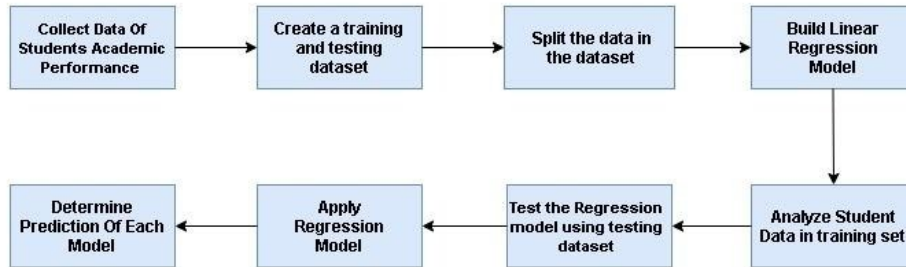 Collect Data Of
Students Academic
Performance
Create a training
and testing
dataset
Split the data in
the dataset
Build Linear
Regression
Model
Analyze Student
Data in training set
Test the Regression
model using testing
dataset
Apply
Regression
Model
Determine
Prediction Of Each
Model